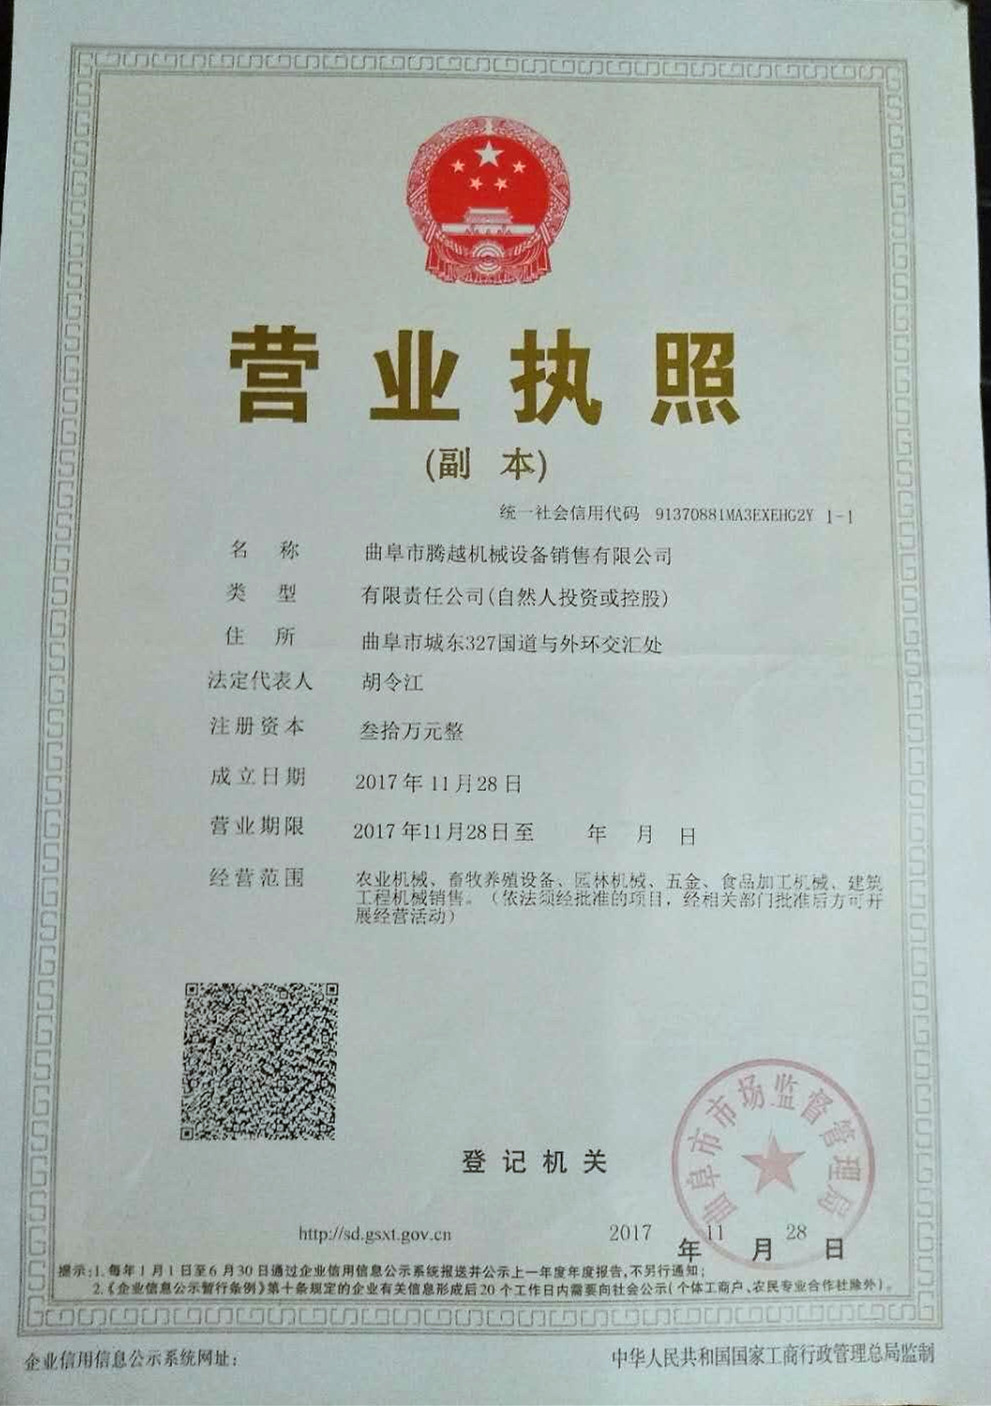 营业执照
(副 本)
统一社会信用代码 91370881MA3EXEHG2Y 1-1
名称 曲阜市腾越机械设备销售有限公司
类型 有限责任公司(自然人投资或控股)
住所 曲阜市城东327国道与外环交汇处
法定代表人 胡令江
注册资本 叁拾万元整
成立日期 2017年11月28日
营业期限 2017年11月28日至 年 月 日
经营范围 农业机械、畜牧养殖设备、园林机械、五金、食品加工机械、建筑
工程机械销售。（依法须经批准的项目，经相关部门批准后方可开
展经营活动）
曲阜市市场监督管理局
登记机关
http://sd.gsxt.gov.cn
2017年11月28日
提示:1.每年1月1日至6月30日通过企业信用信息公示系统报送并公示上一年度年度报告,不另行通知;
2.《企业信息公示暂行条例》第十条规定的企业有关信息形成后20个工作日内需要向社会公示(个体工商户、农民专业合作社除外)。
企业信用信息公示系统网址: 中华人民共和国国家工商行政管理总局监制